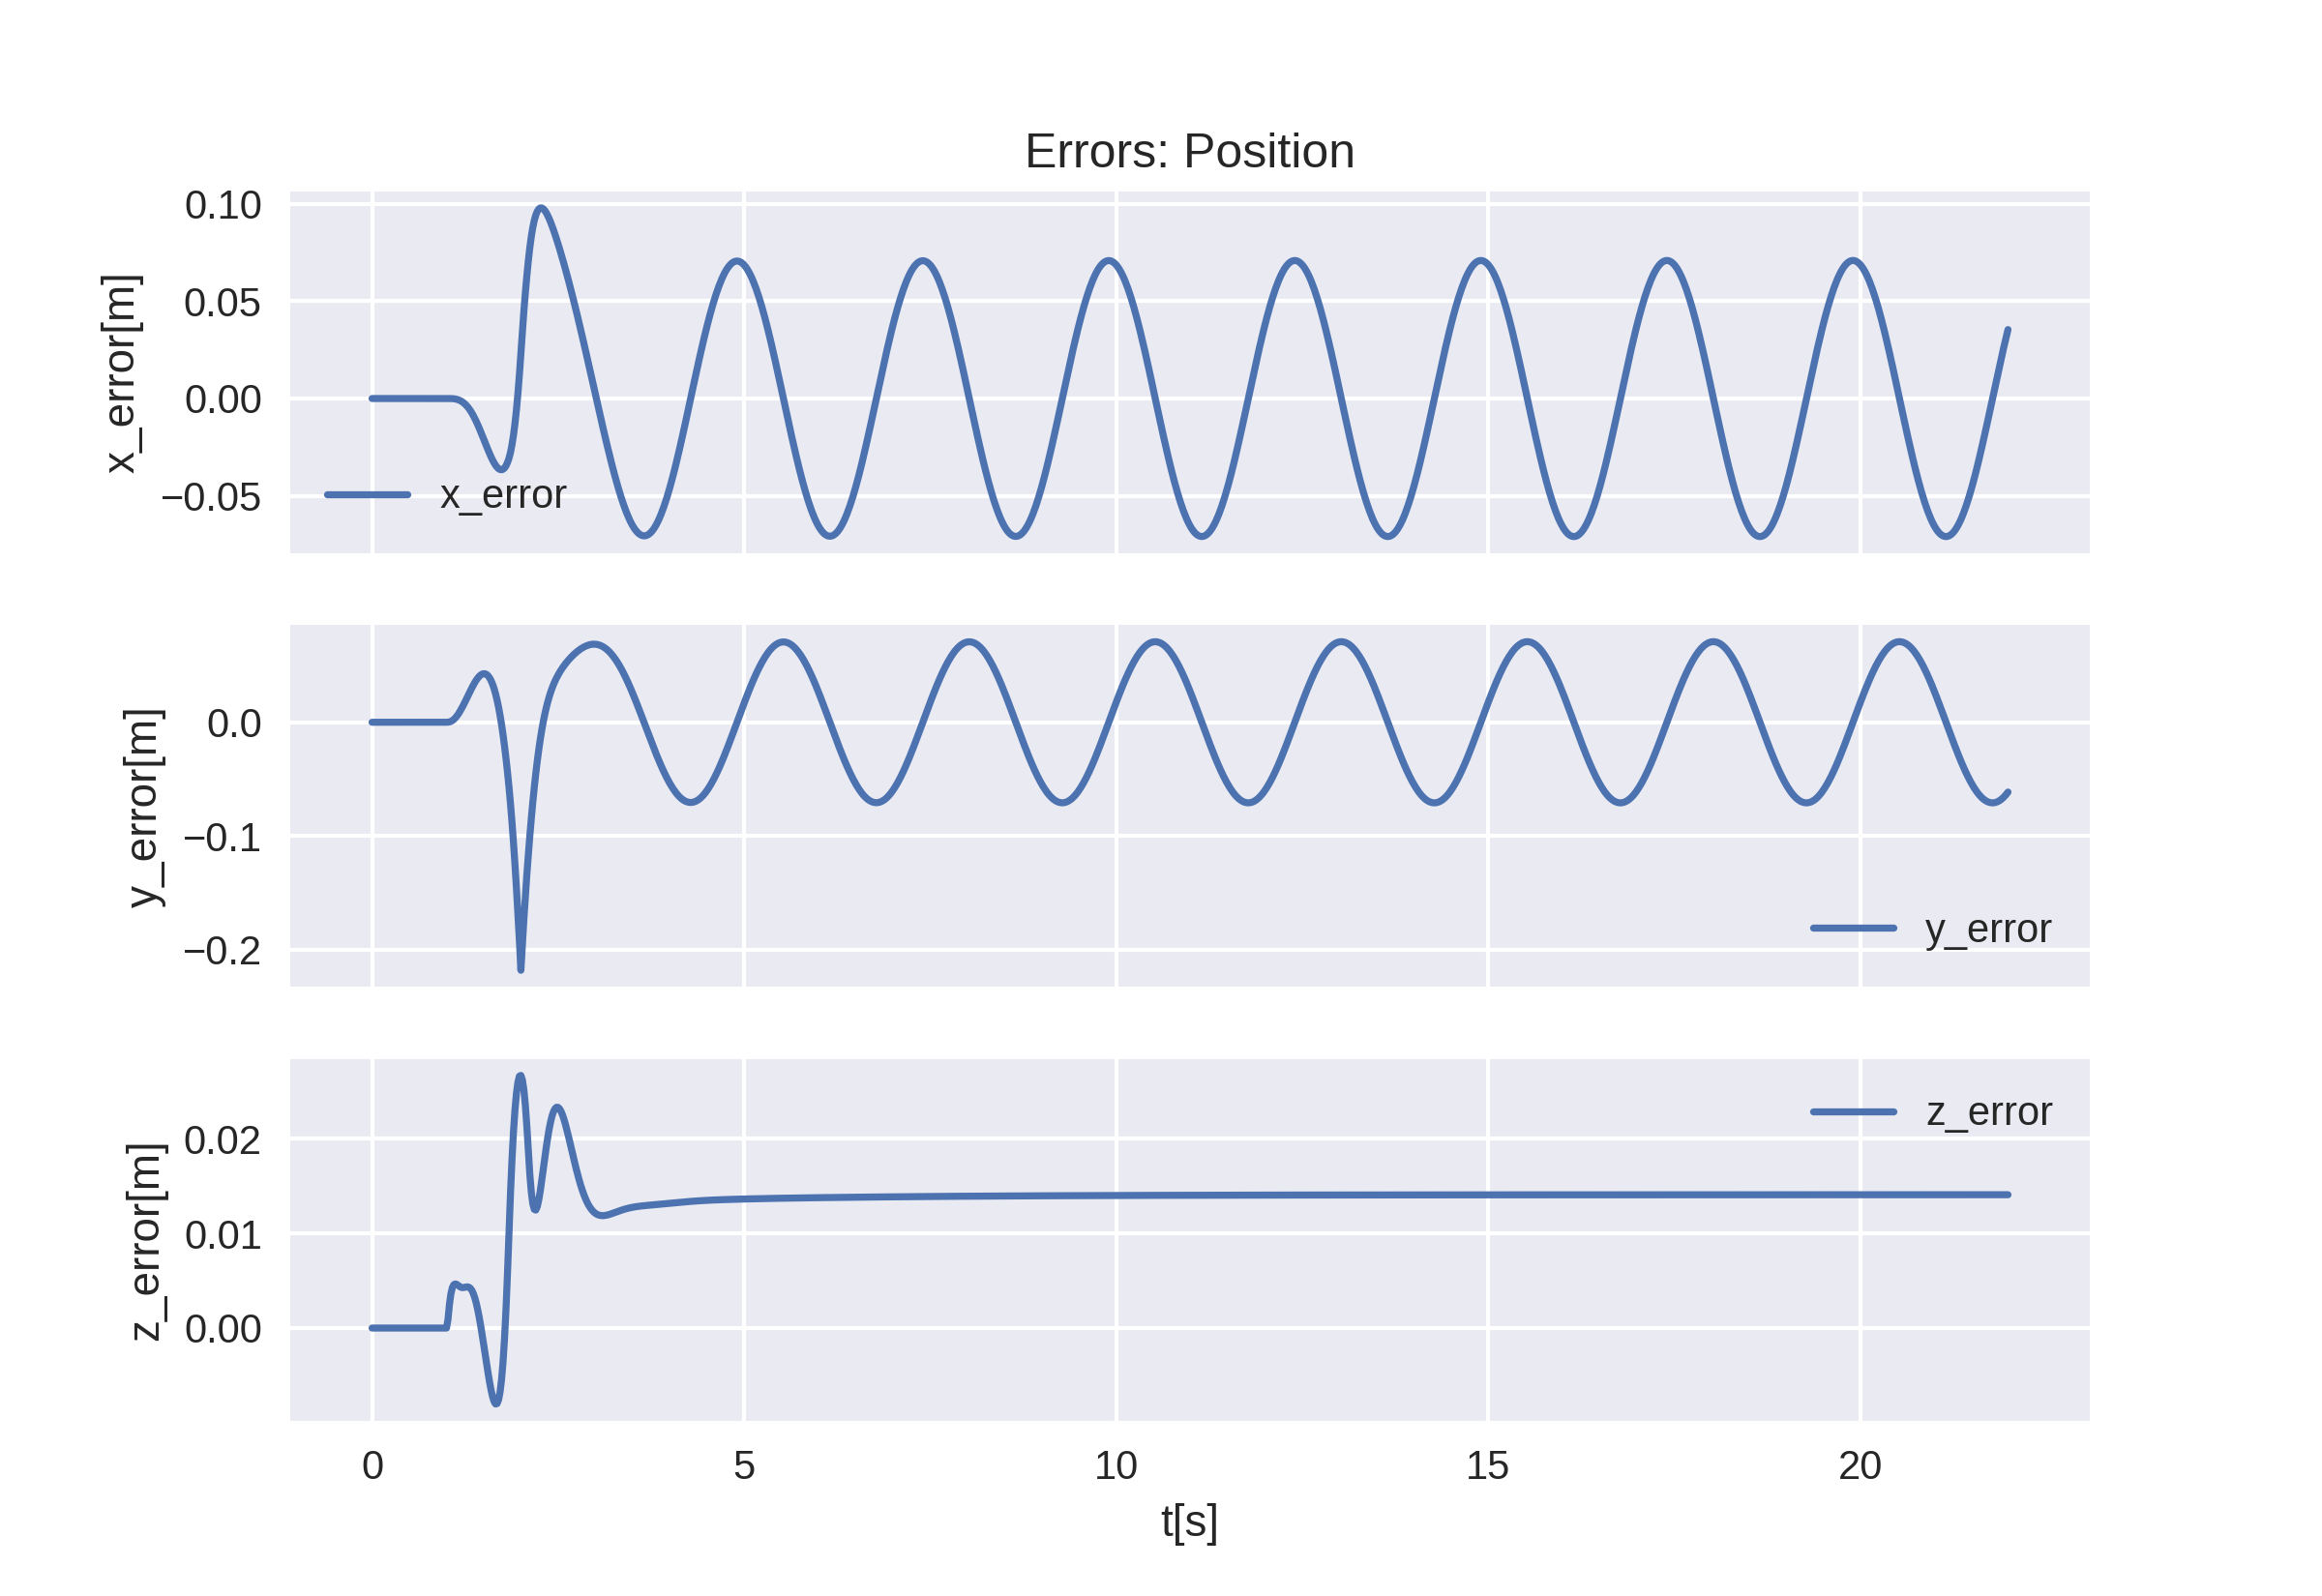 Errors: Position
0.10
0.05
0.00
−0.05
x_error[m]
x_error
0.0
−0.1
−0.2
y_error[m]
y_error
0.02
0.01
0.00
z_error[m]
z_error
0 5 10 15 20
t[s]